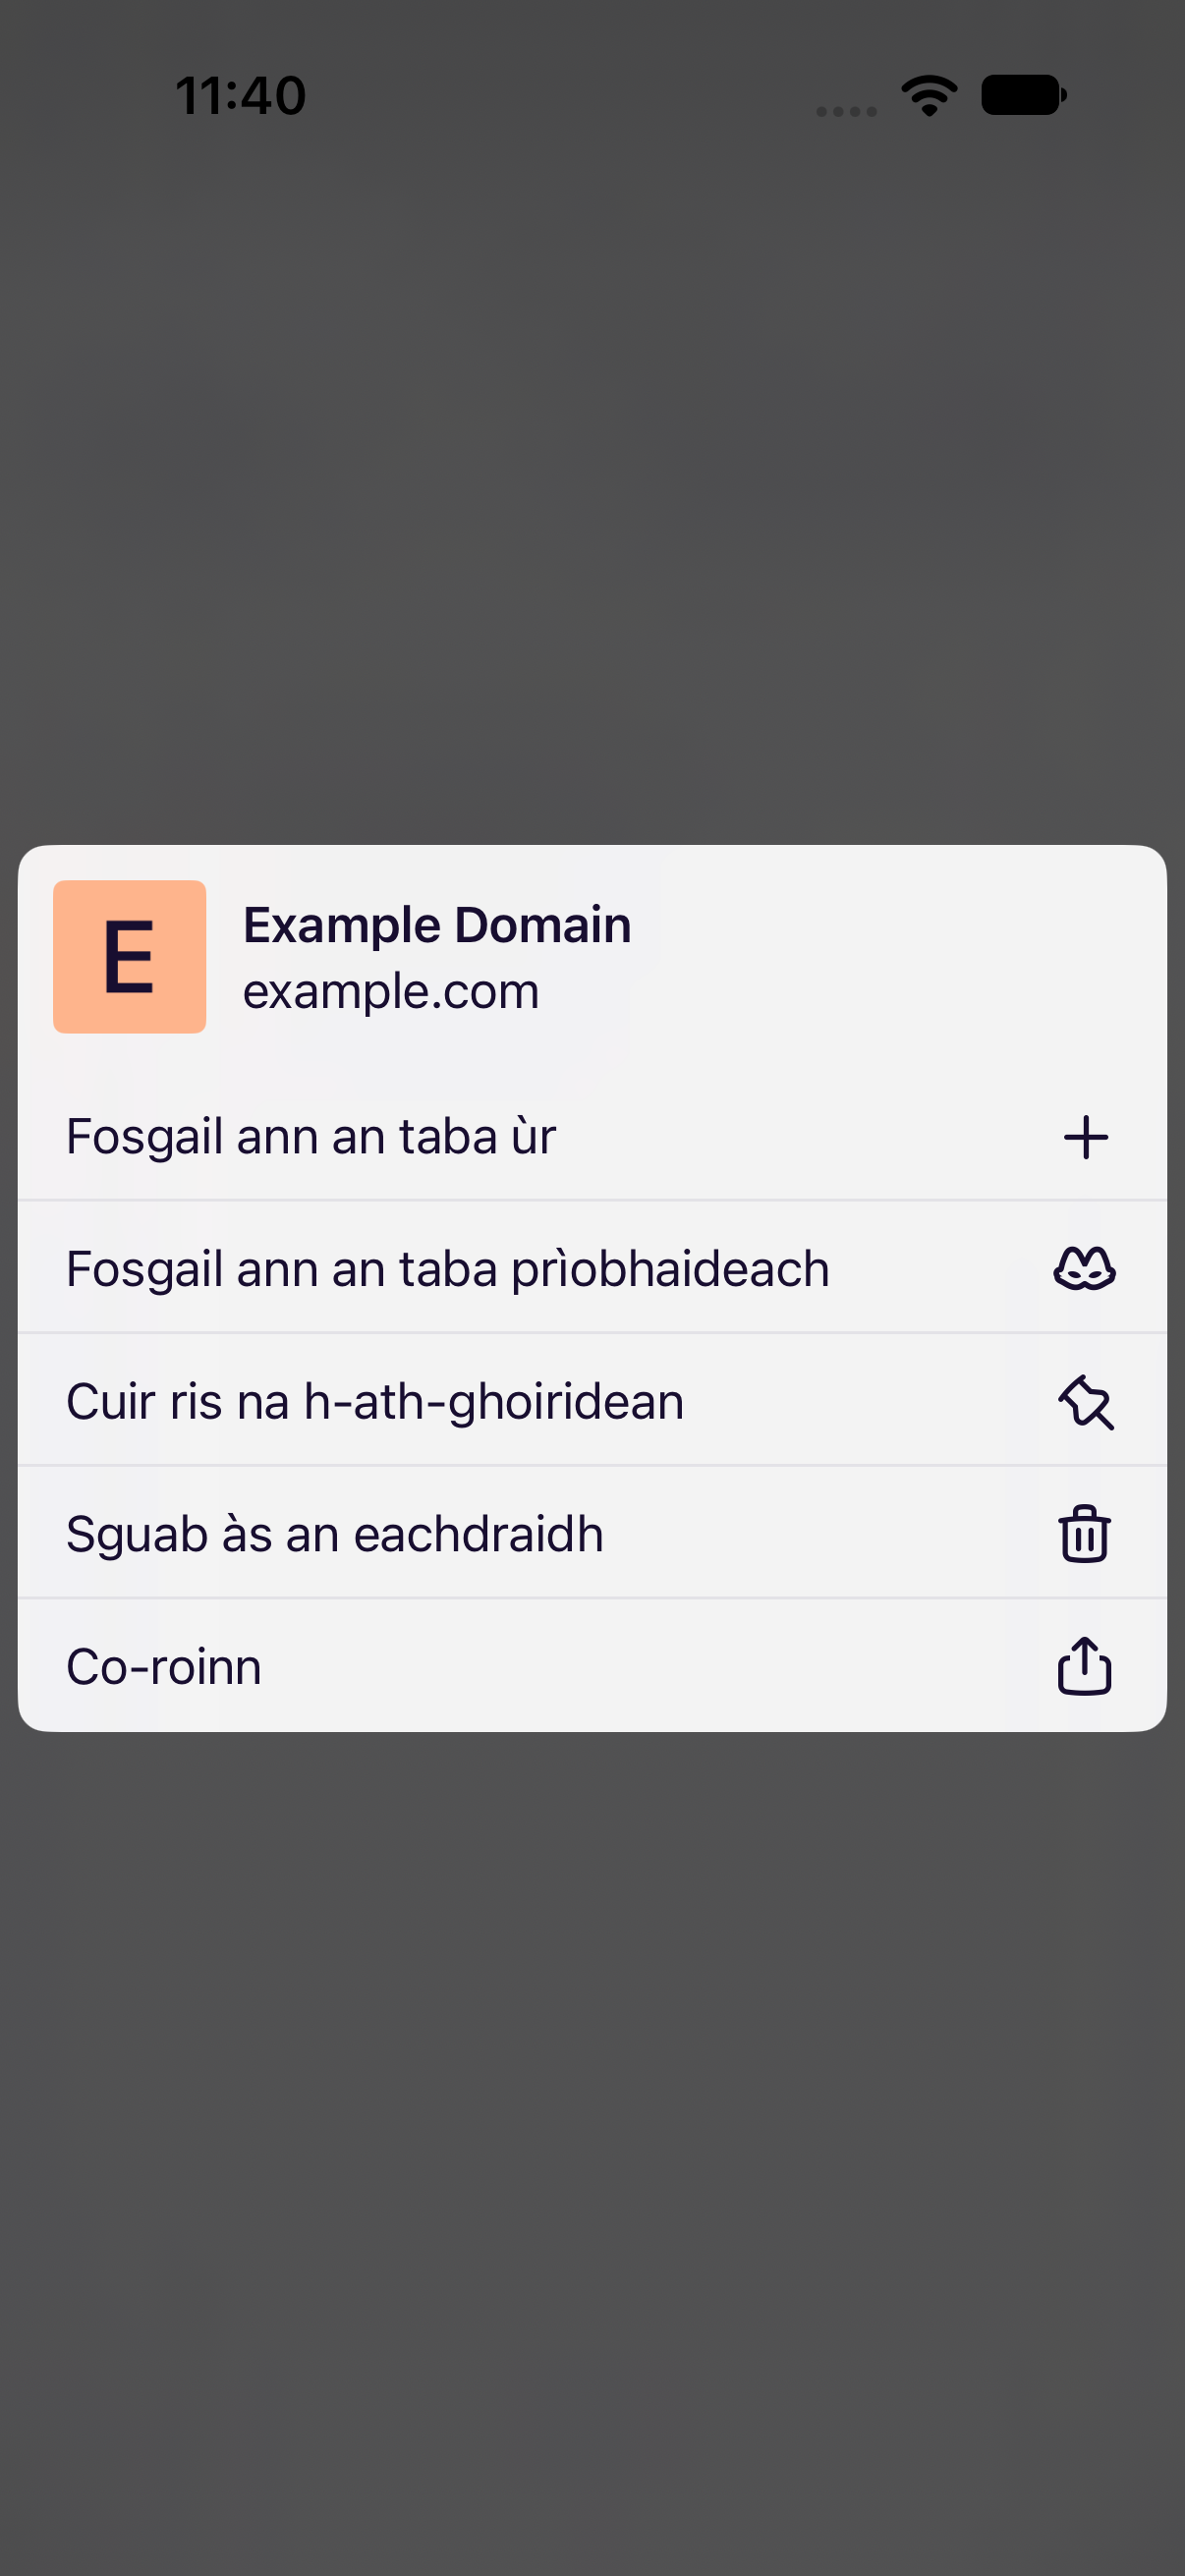 11:40
E
Example Domain
example.com
Fosgail ann an taba ùr
Fosgail ann an taba prìobhaideach
Cuir ris na h-ath-ghoiridean
Sguab às an eachdraidh
Co-roinn